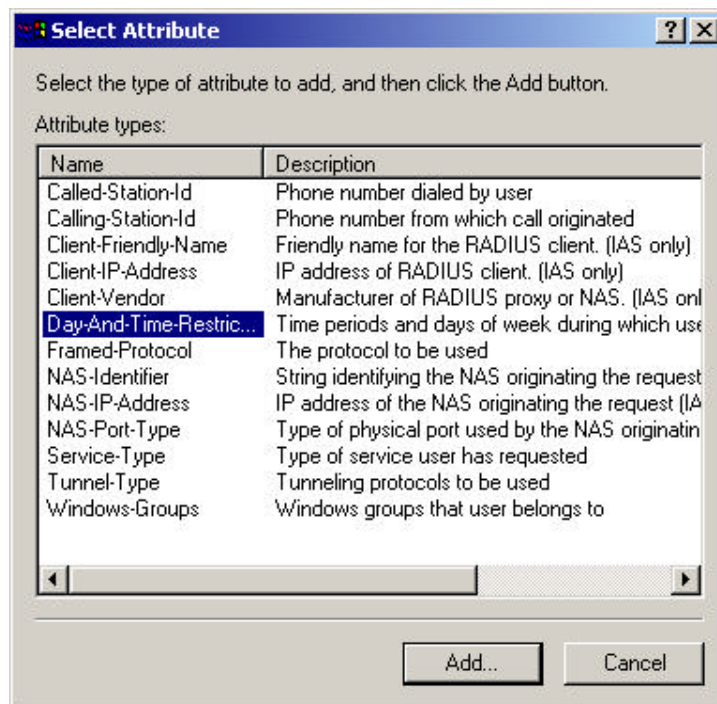 Select Attribute
Select the type of attribute to add, and then click the Add button.
Attribute types:
Name Description
Called-Station-Id Phone number dialed by user
Calling-Station-Id Phone number from which call originated
Client-Friendly-Name Friendly name for the RADIUS client. (IAS only)
Client-IP-Address IP address of RADIUS client. (IAS only)
Client-Vendor Manufacturer of RADIUS proxy or NAS. (IAS onl
Day-And-Time-Restric... Time periods and days of week during which use
Framed-Protocol The protocol to be used
NAS-Identifier String identifying the NAS originating the request
NAS-IP-Address IP address of the NAS originating the request (IA
NAS-Port-Type Type of physical port used by the NAS originatin
Service-Type Type of service user has requested
Tunnel-Type Tunneling protocols to be used
Windows-Groups Windows groups that user belongs to
Add... Cancel